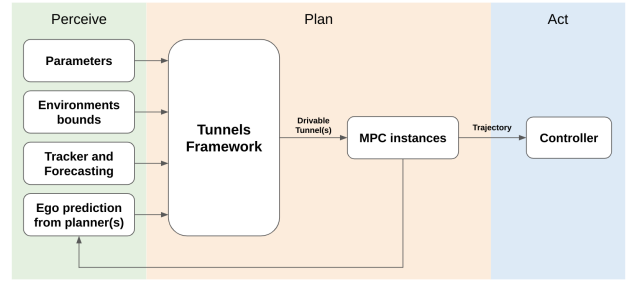 Perceive
Plan
Act
Parameters
Environments
bounds
Tracker and
Forecasting
Ego prediction
from planner(s)
Tunnels
Framework
Drivable
Tunnel(s)
MPC instances
Trajectory
Controller